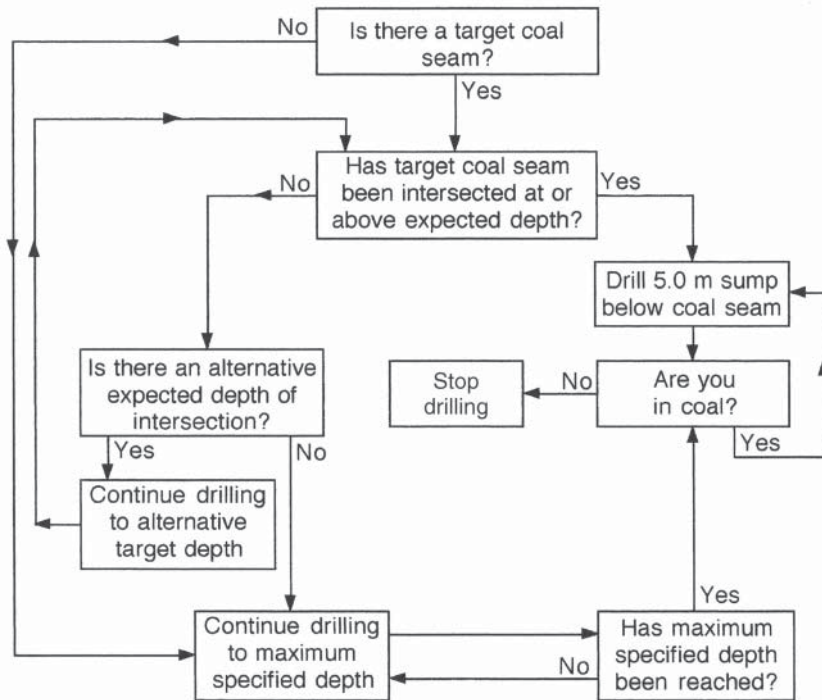 No
Is there a target coal
seam?
Yes
No
Has target coal seam
been intersected at or
above expected depth?
Yes
Drill 5.0 m sump
below coal seam
Is there an alternative
expected depth of
intersection?
Stop
drilling
No
Are you
in coal?
Yes
Yes
No
Continue drilling
to alternative
target depth
Yes
Continue drilling
to maximum
specified depth
No
Has maximum
specified depth
been reached?